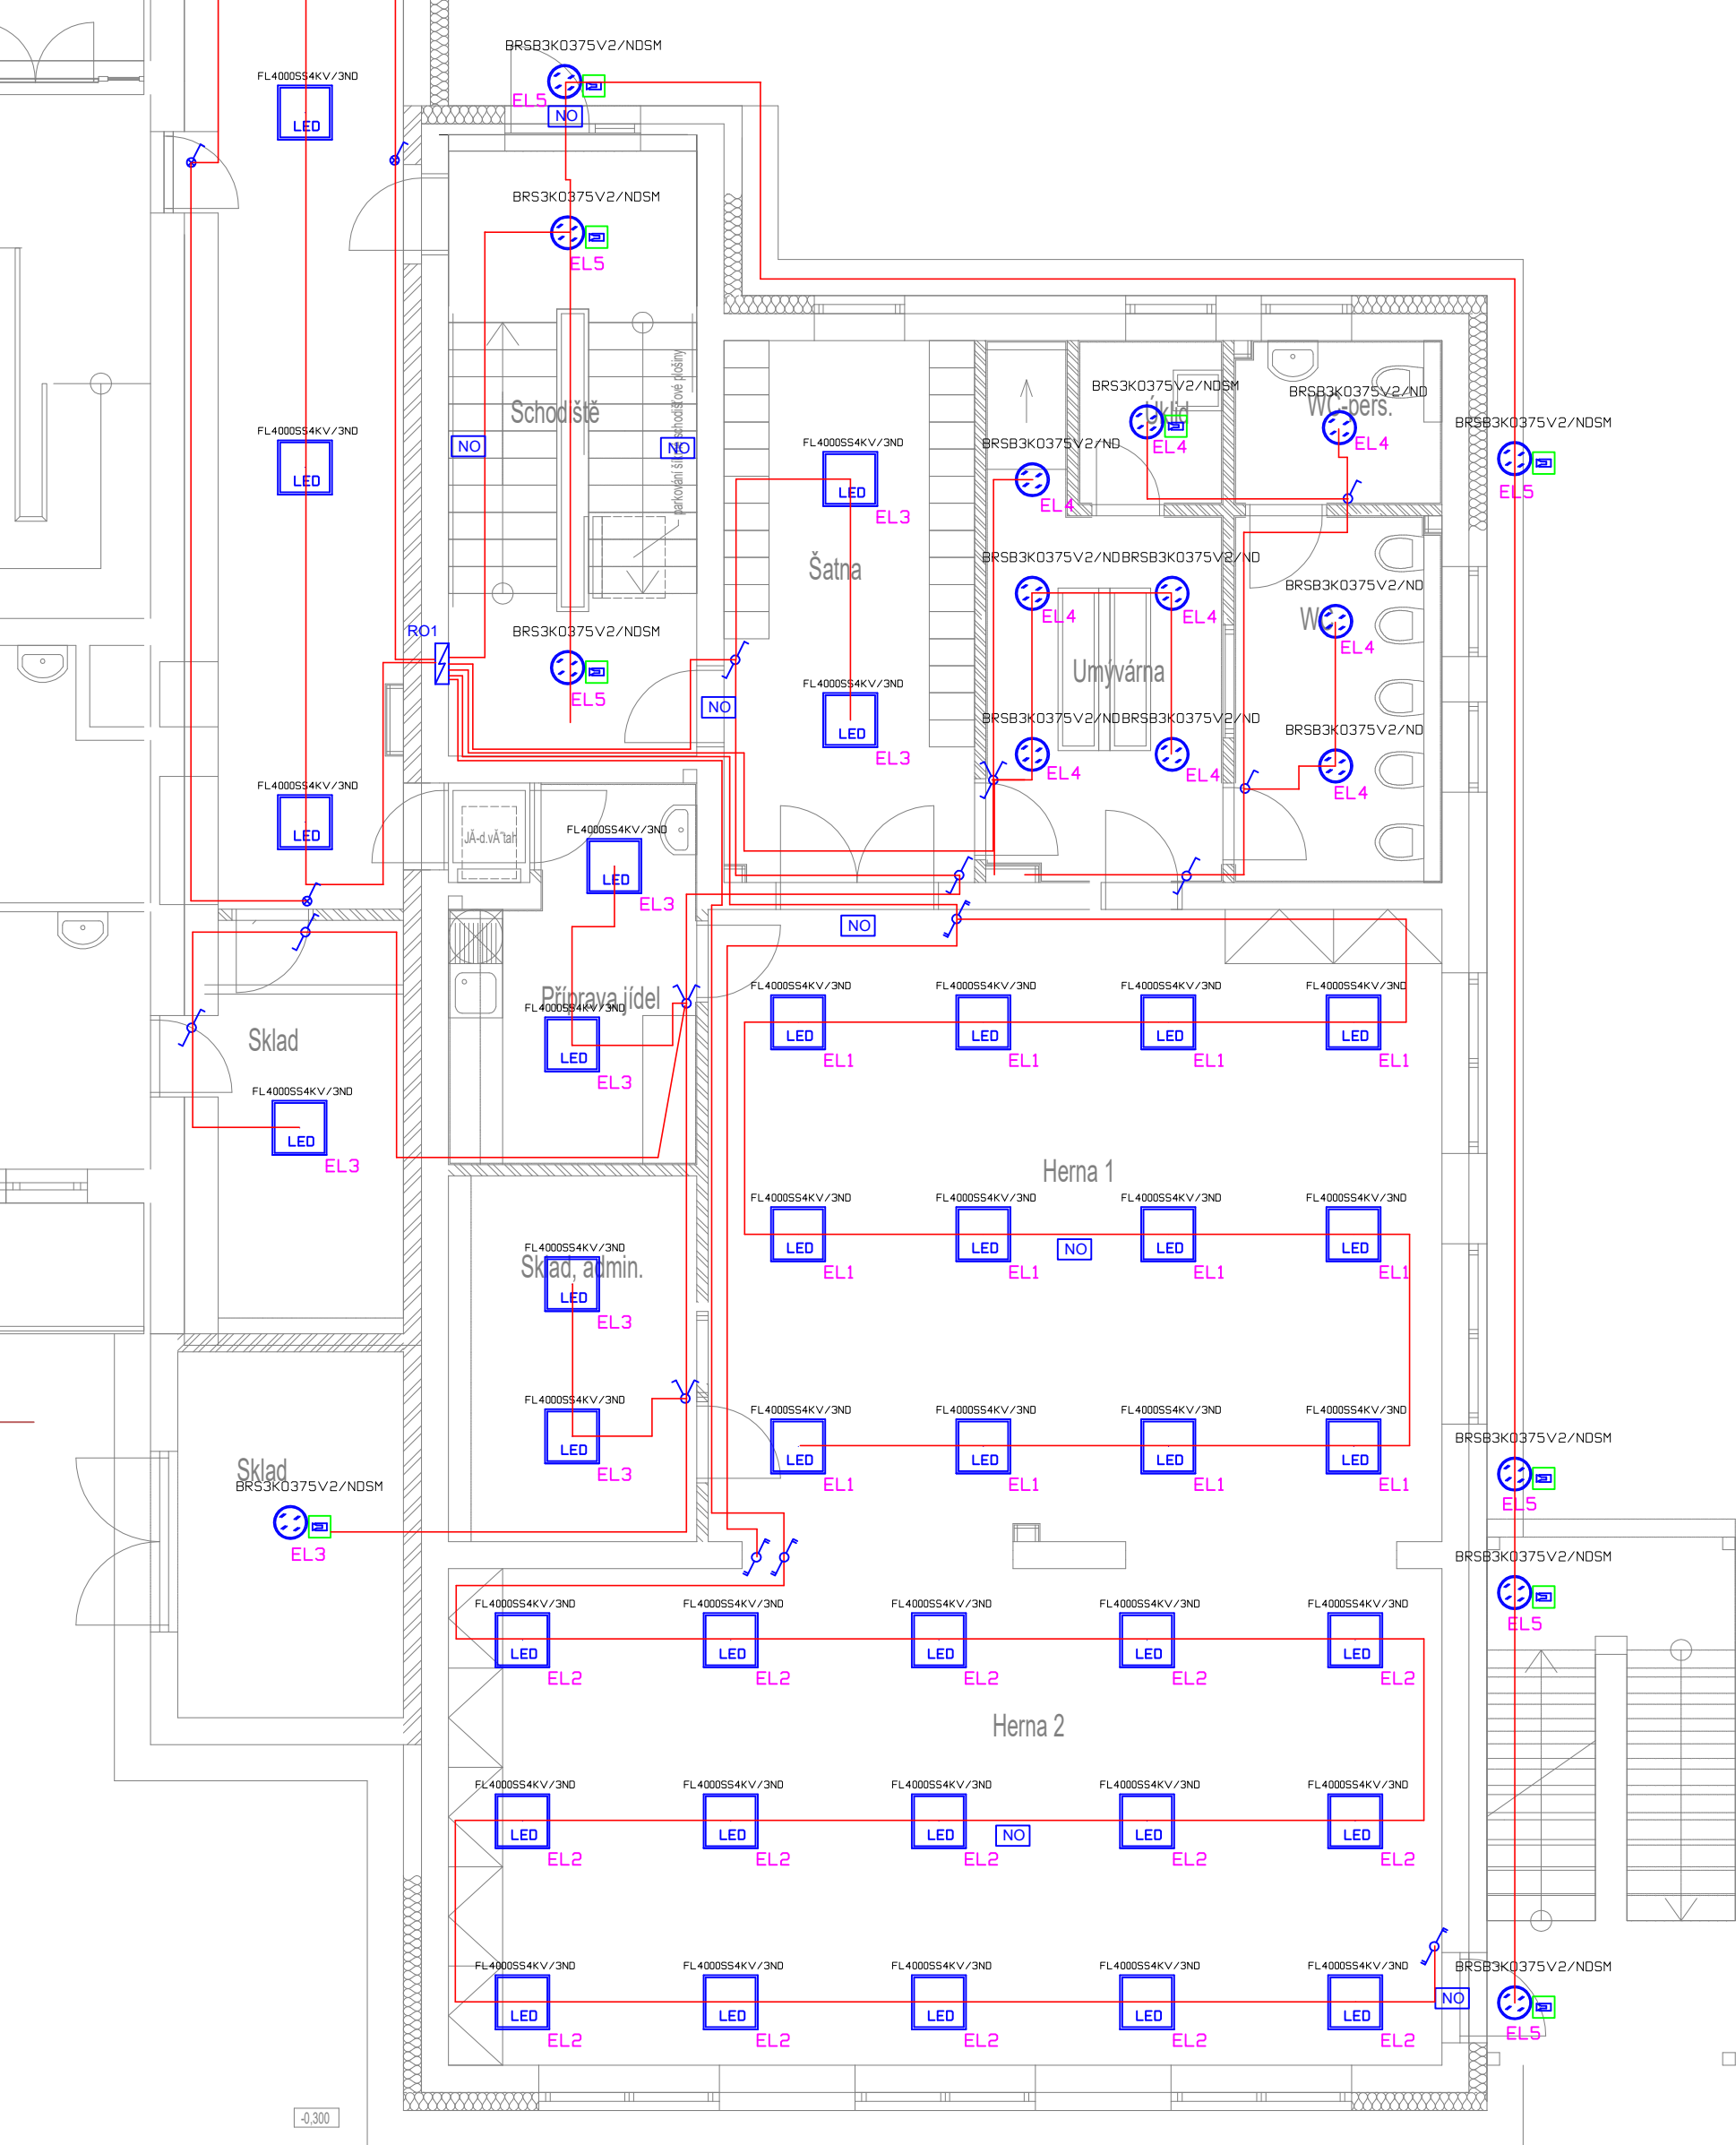 BRSB3K0375V2/NDSM
FL4000SS4KV/3ND
EL5
NO
LED
BRS3K0375V2/NDSM
EL5
parkování šikmé schodišťové plošiny
Schodiště
NO
NO
FL4000SS4KV/3ND
LED
FL4000SS4KV/3ND
LED
EL3
BRS3K0375V2/NDSM
Úklid
EL4
BRSB3K0375V2/ND
WC-pers.
EL4
BRSB3K0375V2/ND
EL4
BRSB3K0375V2/NDSM
EL5
Šatna
BRSB3K0375V2/ND
BRSB3K0375V2/ND
EL4
EL4
BRSB3K0375V2/ND
WC
EL4
RO1
BRS3K0375V2/NDSM
EL5
Umývárna
FL4000SS4KV/3ND
LED
EL3
NO
BRSB3K0375V2/ND
BRSB3K0375V2/ND
EL4
EL4
BRSB3K0375V2/ND
EL4
FL4000SS4KV/3ND
LED
JĂ-d.vĂ˝tah
FL4000SS4KV/3ND
LED
EL3
NO
Příprava jídel
FL4000SS4KV/3ND
LED
EL3
Sklad
FL4000SS4KV/3ND
LED
EL3
FL4000SS4KV/3ND
FL4000SS4KV/3ND
FL4000SS4KV/3ND
FL4000SS4KV/3ND
LED
LED
LED
LED
EL1
EL1
EL1
EL1
Herna 1
FL4000SS4KV/3ND
FL4000SS4KV/3ND
FL4000SS4KV/3ND
FL4000SS4KV/3ND
LED
LED
NO
LED
LED
EL1
EL1
EL1
EL1
FL4000SS4KV/3ND
Sklad, admin.
LED
EL3
FL4000SS4KV/3ND
LED
EL3
FL4000SS4KV/3ND
FL4000SS4KV/3ND
FL4000SS4KV/3ND
FL4000SS4KV/3ND
LED
LED
LED
LED
EL1
EL1
EL1
EL1
BRSB3K0375V2/NDSM
EL5
Sklad
BRS3K0375V2/NDSM
EL3
BRSB3K0375V2/NDSM
EL5
FL4000SS4KV/3ND
FL4000SS4KV/3ND
FL4000SS4KV/3ND
FL4000SS4KV/3ND
FL4000SS4KV/3ND
LED
LED
LED
LED
LED
EL2
EL2
EL2
EL2
EL2
Herna 2
FL4000SS4KV/3ND
FL4000SS4KV/3ND
FL4000SS4KV/3ND
FL4000SS4KV/3ND
FL4000SS4KV/3ND
LED
LED
LED
NO
LED
LED
EL2
EL2
EL2
EL2
EL2
FL4000SS4KV/3ND
FL4000SS4KV/3ND
FL4000SS4KV/3ND
FL4000SS4KV/3ND
FL4000SS4KV/3ND
BRSB3K0375V2/NDSM
NO
LED
LED
LED
LED
LED
EL5
EL2
EL2
EL2
EL2
EL2
-0,300